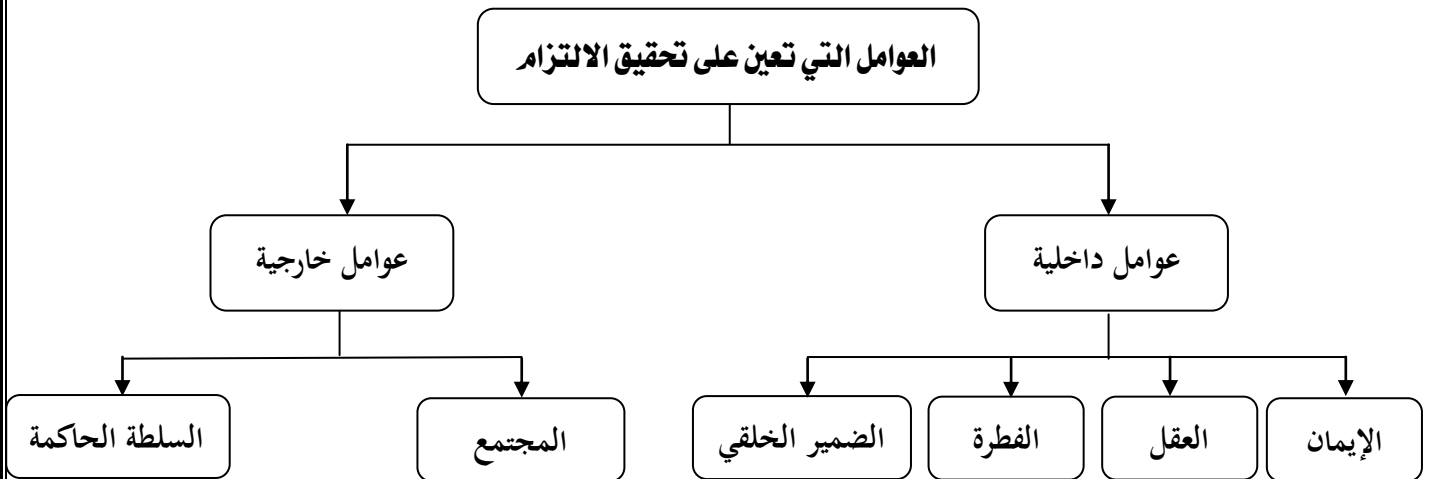 العوامل التي تعين على تحقيق الالتزام
عوامل داخلية
عوامل خارجية
الإيمان
العقل
الفطرة
الضمير الخلقي
المجتمع
السلطة الحاكمة